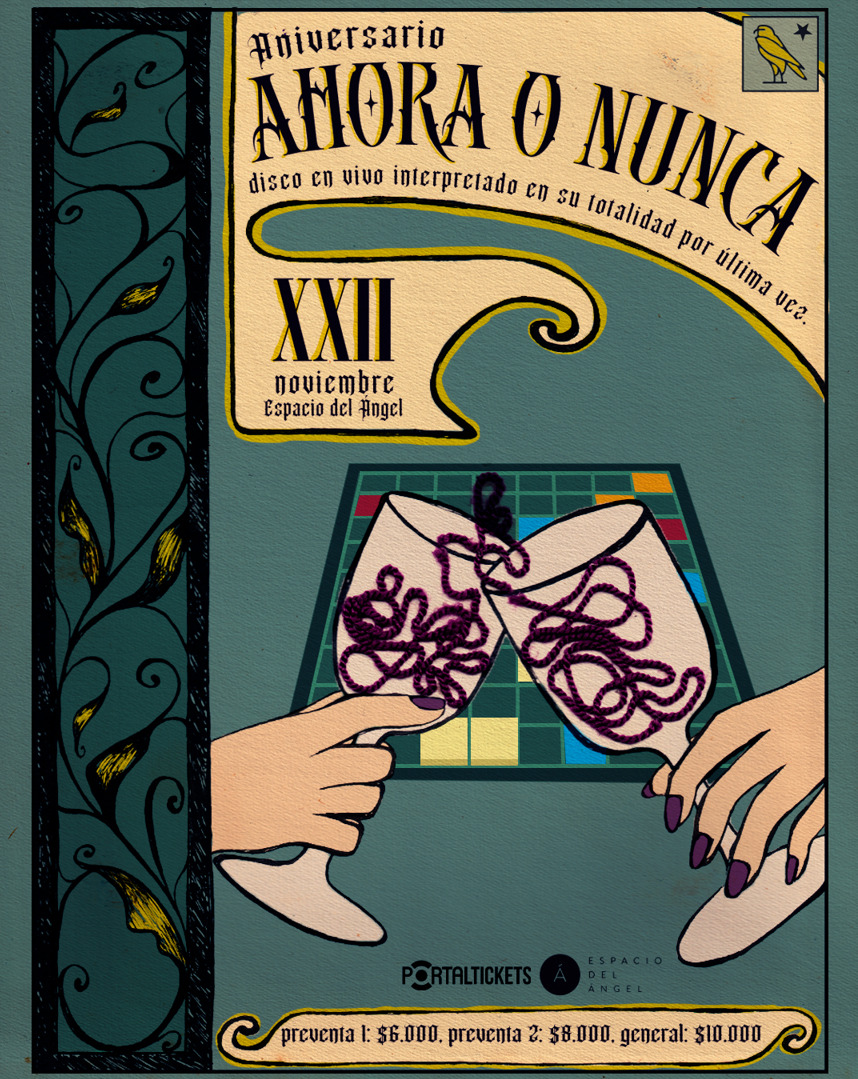 Aniversario
AHORA O NUNCA
disco en vivo interpretado en su totalidad por última vez.
XXII
noviembre
Espacio del Ángel
PORTALTICKETS
Á
ESPACIO
DEL
ÁNGEL
preventa 1: $6.000, preventa 2: $8.000, general: $10.000